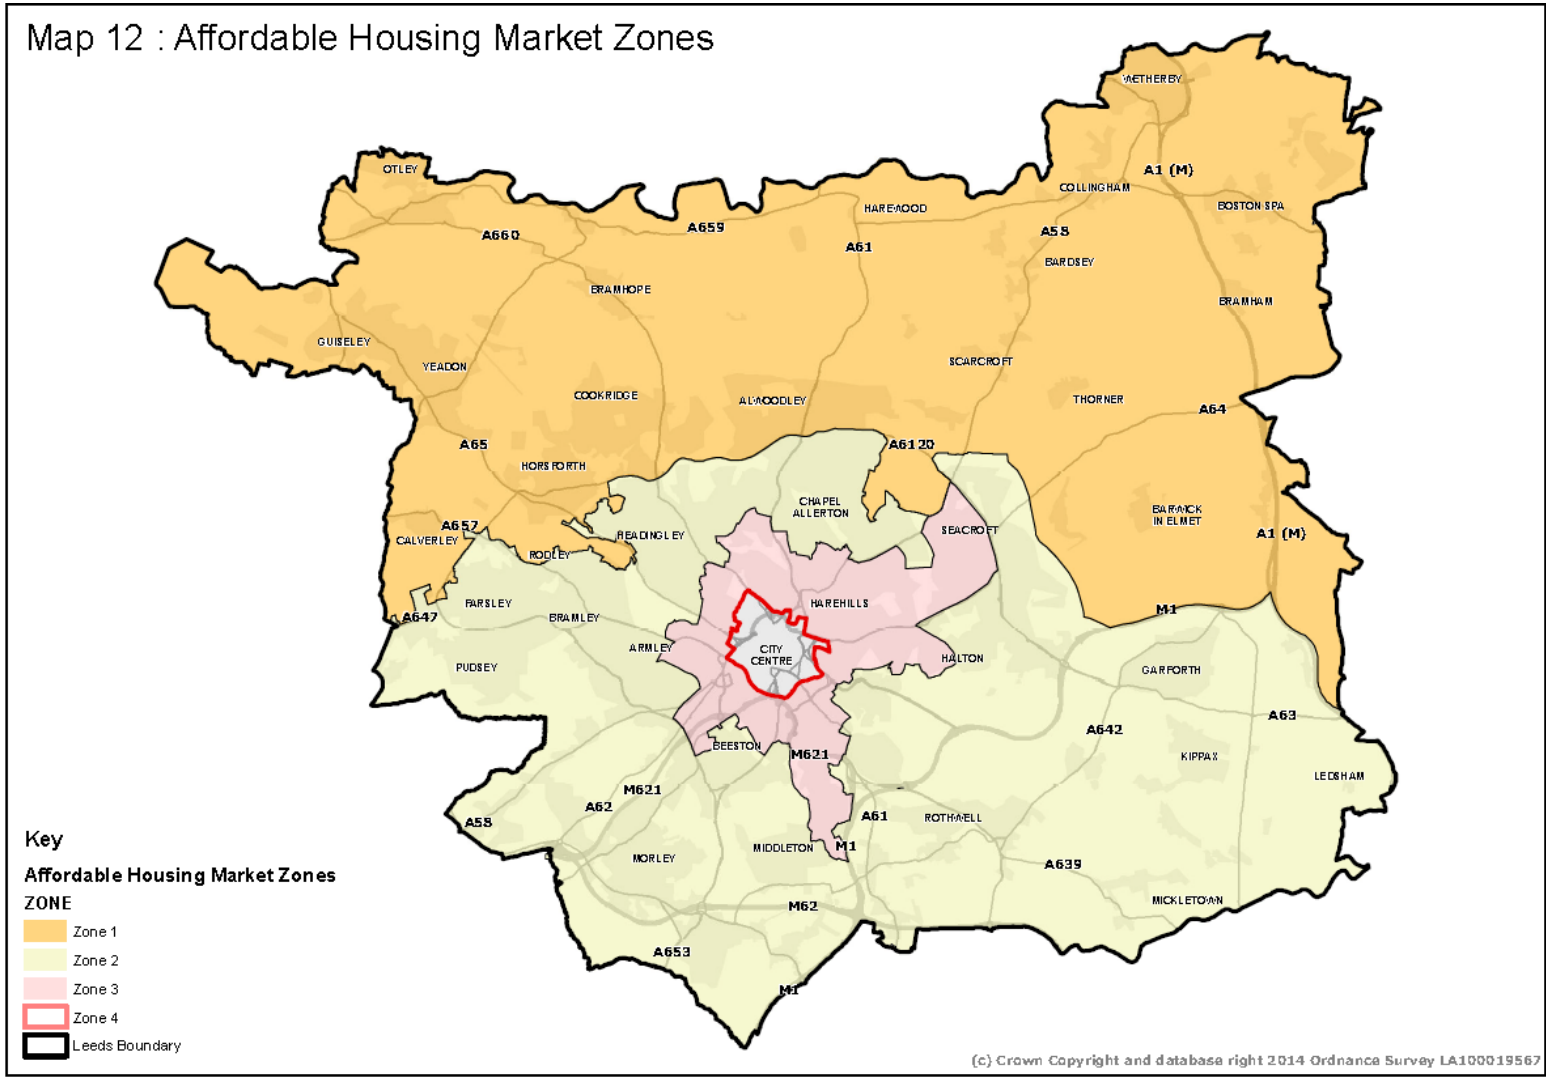 Map 12 : Affordable Housing Market Zones
WETHERBY
OTLEY
A1 (M)
COLLINGHAM
HAREWOOD
BOSTON SPA
A659
A660
A58
A61
BARDSEY
BRAMHOPE
BRAMHAM
GUISELEY
YEADON
SCARCROFT
COOKRIDGE
ALWOODLEY
THORNER
A64
A65
A6120
HORSFORTH
CHAPEL
ALLERTON
BARWICK
IN ELMET
A657
SEACROFT
HEADINGLEY
A1 (M)
CALVERLEY
RODLEY
FARSLEY
HAREHILLS
M1
A647
BRAMLEY
ARMLEY
CITY
CENTRE
HALTON
PUDSEY
GARFORTH
A63
A642
BEESTON
M621
KIPPAX
LEDSHAM
M621
A62
A58
A61
ROTHWELL
MORLEY
MIDDLETON
M1
A639
MICKLETOWN
M62
A653
M1
Key
Affordable Housing Market Zones
ZONE
Zone 1
Zone 2
Zone 3
Zone 4
Leeds Boundary
(c) Crown Copyright and database right 2014 Ordnance Survey LA100019567